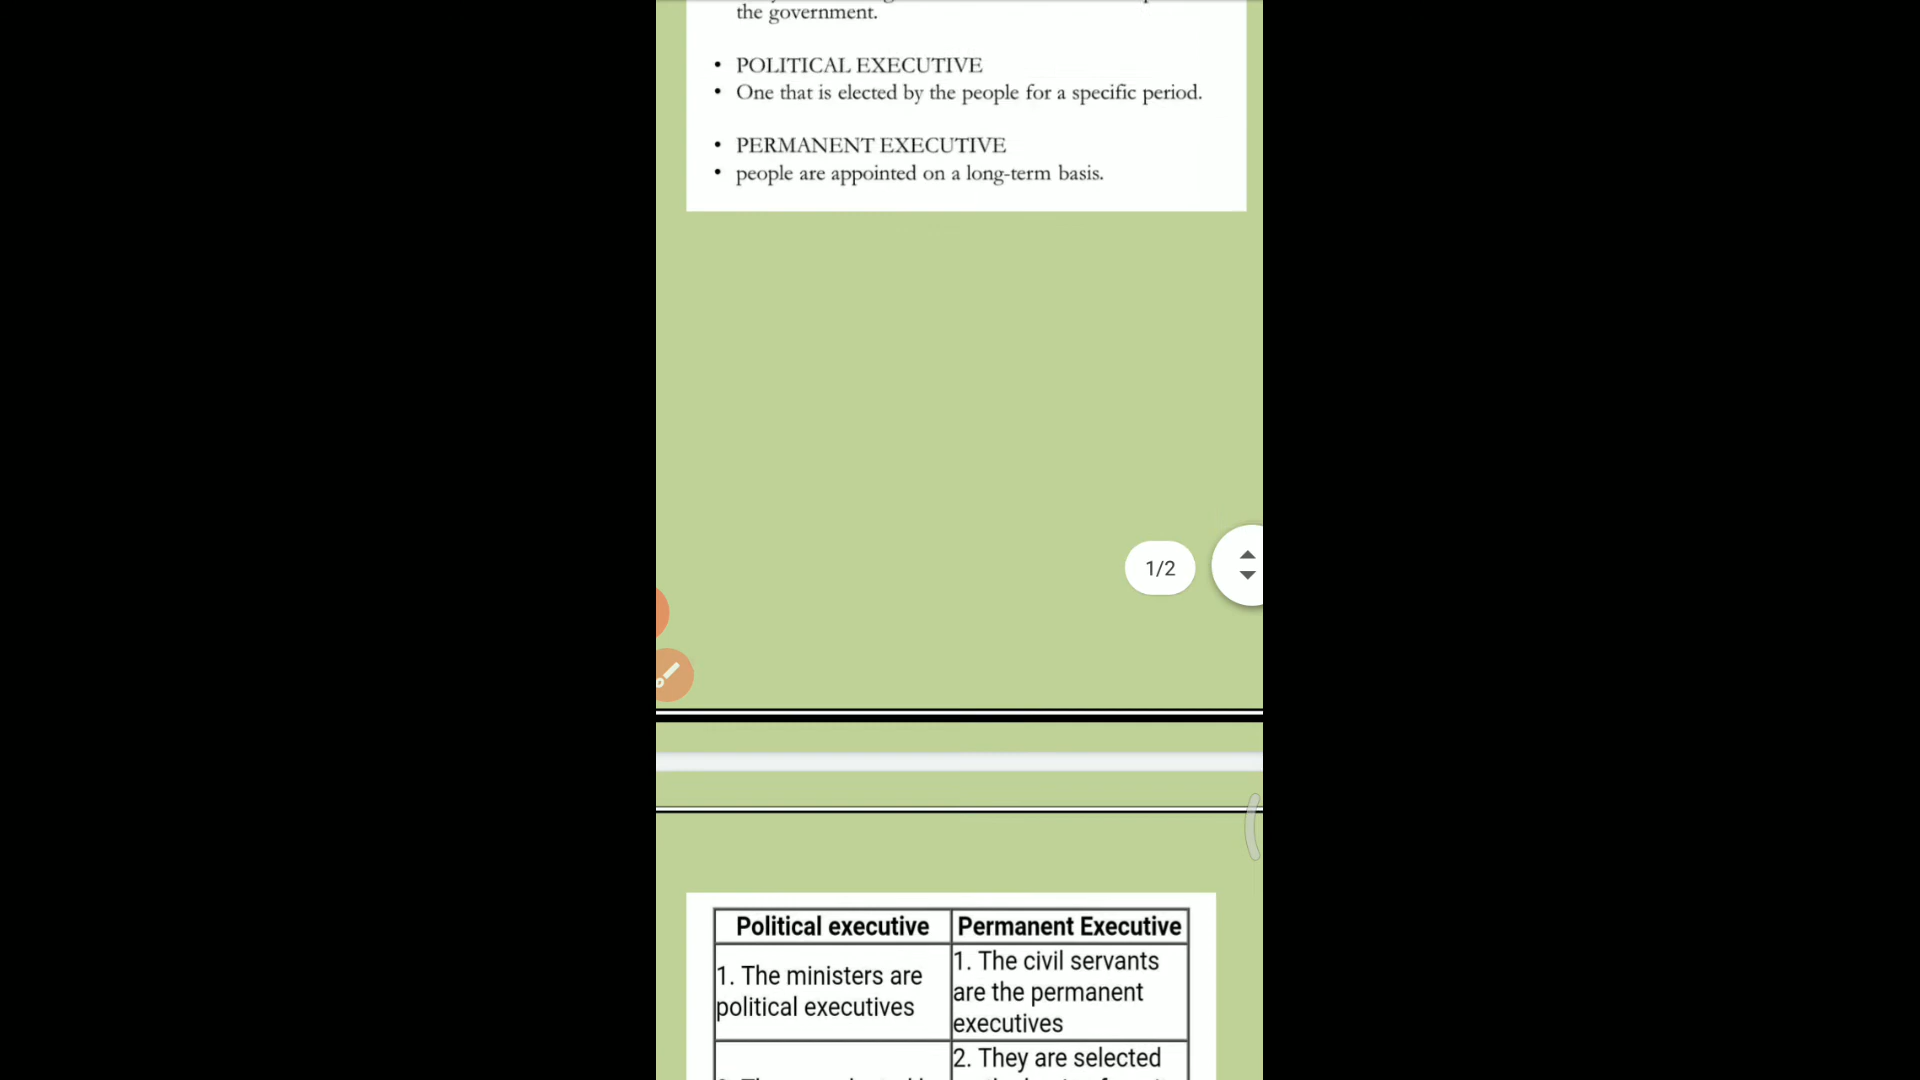 the government.
• POLITICAL EXECUTIVE
• One that is elected by the people for a specific period.
• PERMANENT EXECUTIVE
• people are appointed on a long-term basis.
1/2
Political executive Permanent Executive
1. The ministers are political executives
1. The civil servants are the permanent executives
2. They are selected